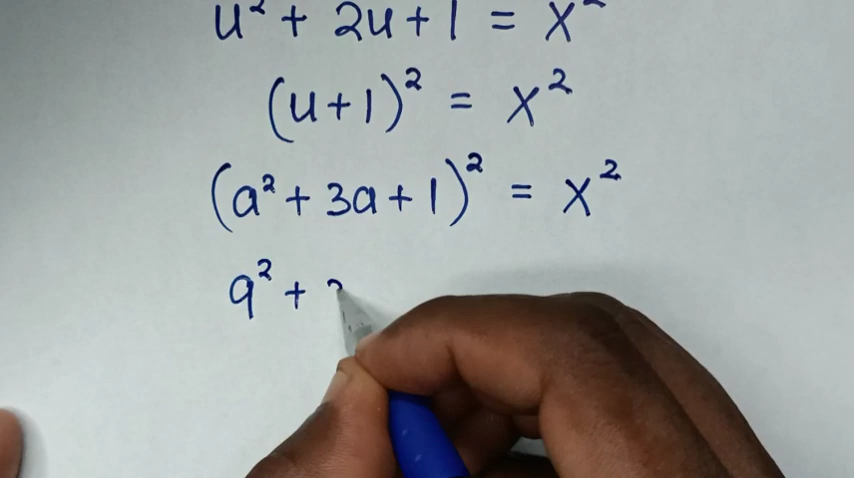 u² + 2u + 1 = x²
(u+1)² = x²
(a² + 3a + 1)² = x²
a² +